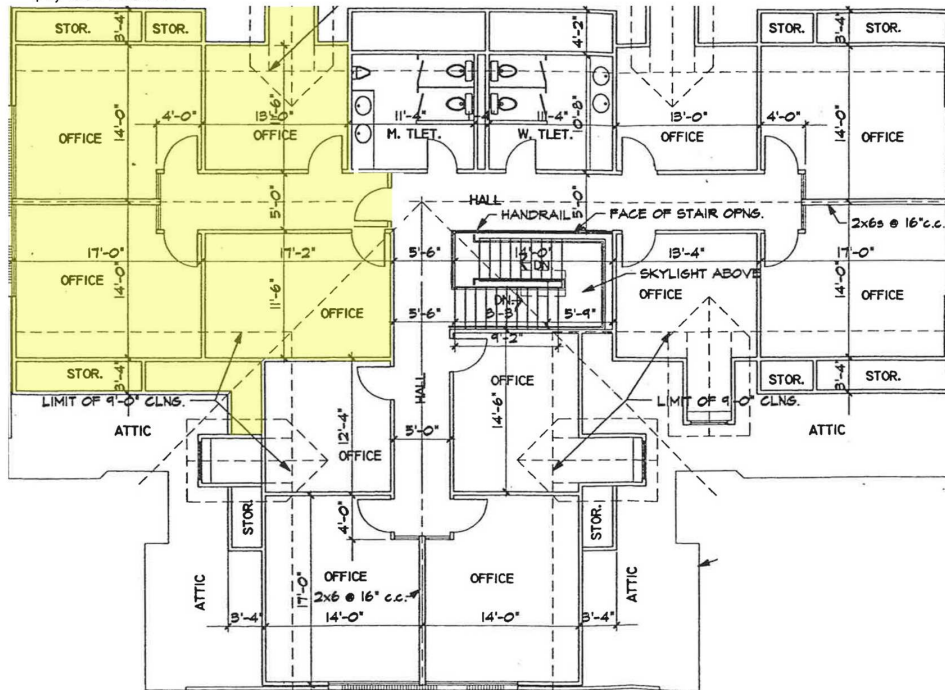 STOR.
STOR.
3'-4"
4'-2"
STOR.
STOR.
3'-4"
OFFICE
14'-0"
4'-0"
11'-6"
13'-0"
OFFICE
11'-4"
M. TLET.
11'-4"
W. TLET.
10'-8"
13'-0"
OFFICE
4'-0"
14'-0"
OFFICE
5'-0"
HALL
HANDRAIL
5'-0"
FACE OF STAIR OPNG.
2x6s @ 16"c.c.
17'-0"
14'-0"
OFFICE
17'-2"
11'-6"
OFFICE
5'-6"
14'-0"
DN.
13'-4"
SKYLIGHT ABOVE
OFFICE
17'-0"
14'-0"
OFFICE
5'-6"
DN.
3'-3"
5'-9"
9'-2"
STOR.
3'-4"
STOR.
STOR.
3'-4"
LIMIT OF 9'-0" CLNG.
LIMIT OF 9'-0" CLNG.
ATTIC
ATTIC
12'-4"
OFFICE
HALL
5'-0"
OFFICE
14'-6"
STOR.
4'-0"
STOR.
ATTIC
17'-0"
OFFICE
2x6 @ 16" c.c.
OFFICE
ATTIC
3'-4"
14'-0"
14'-0"
3'-4"